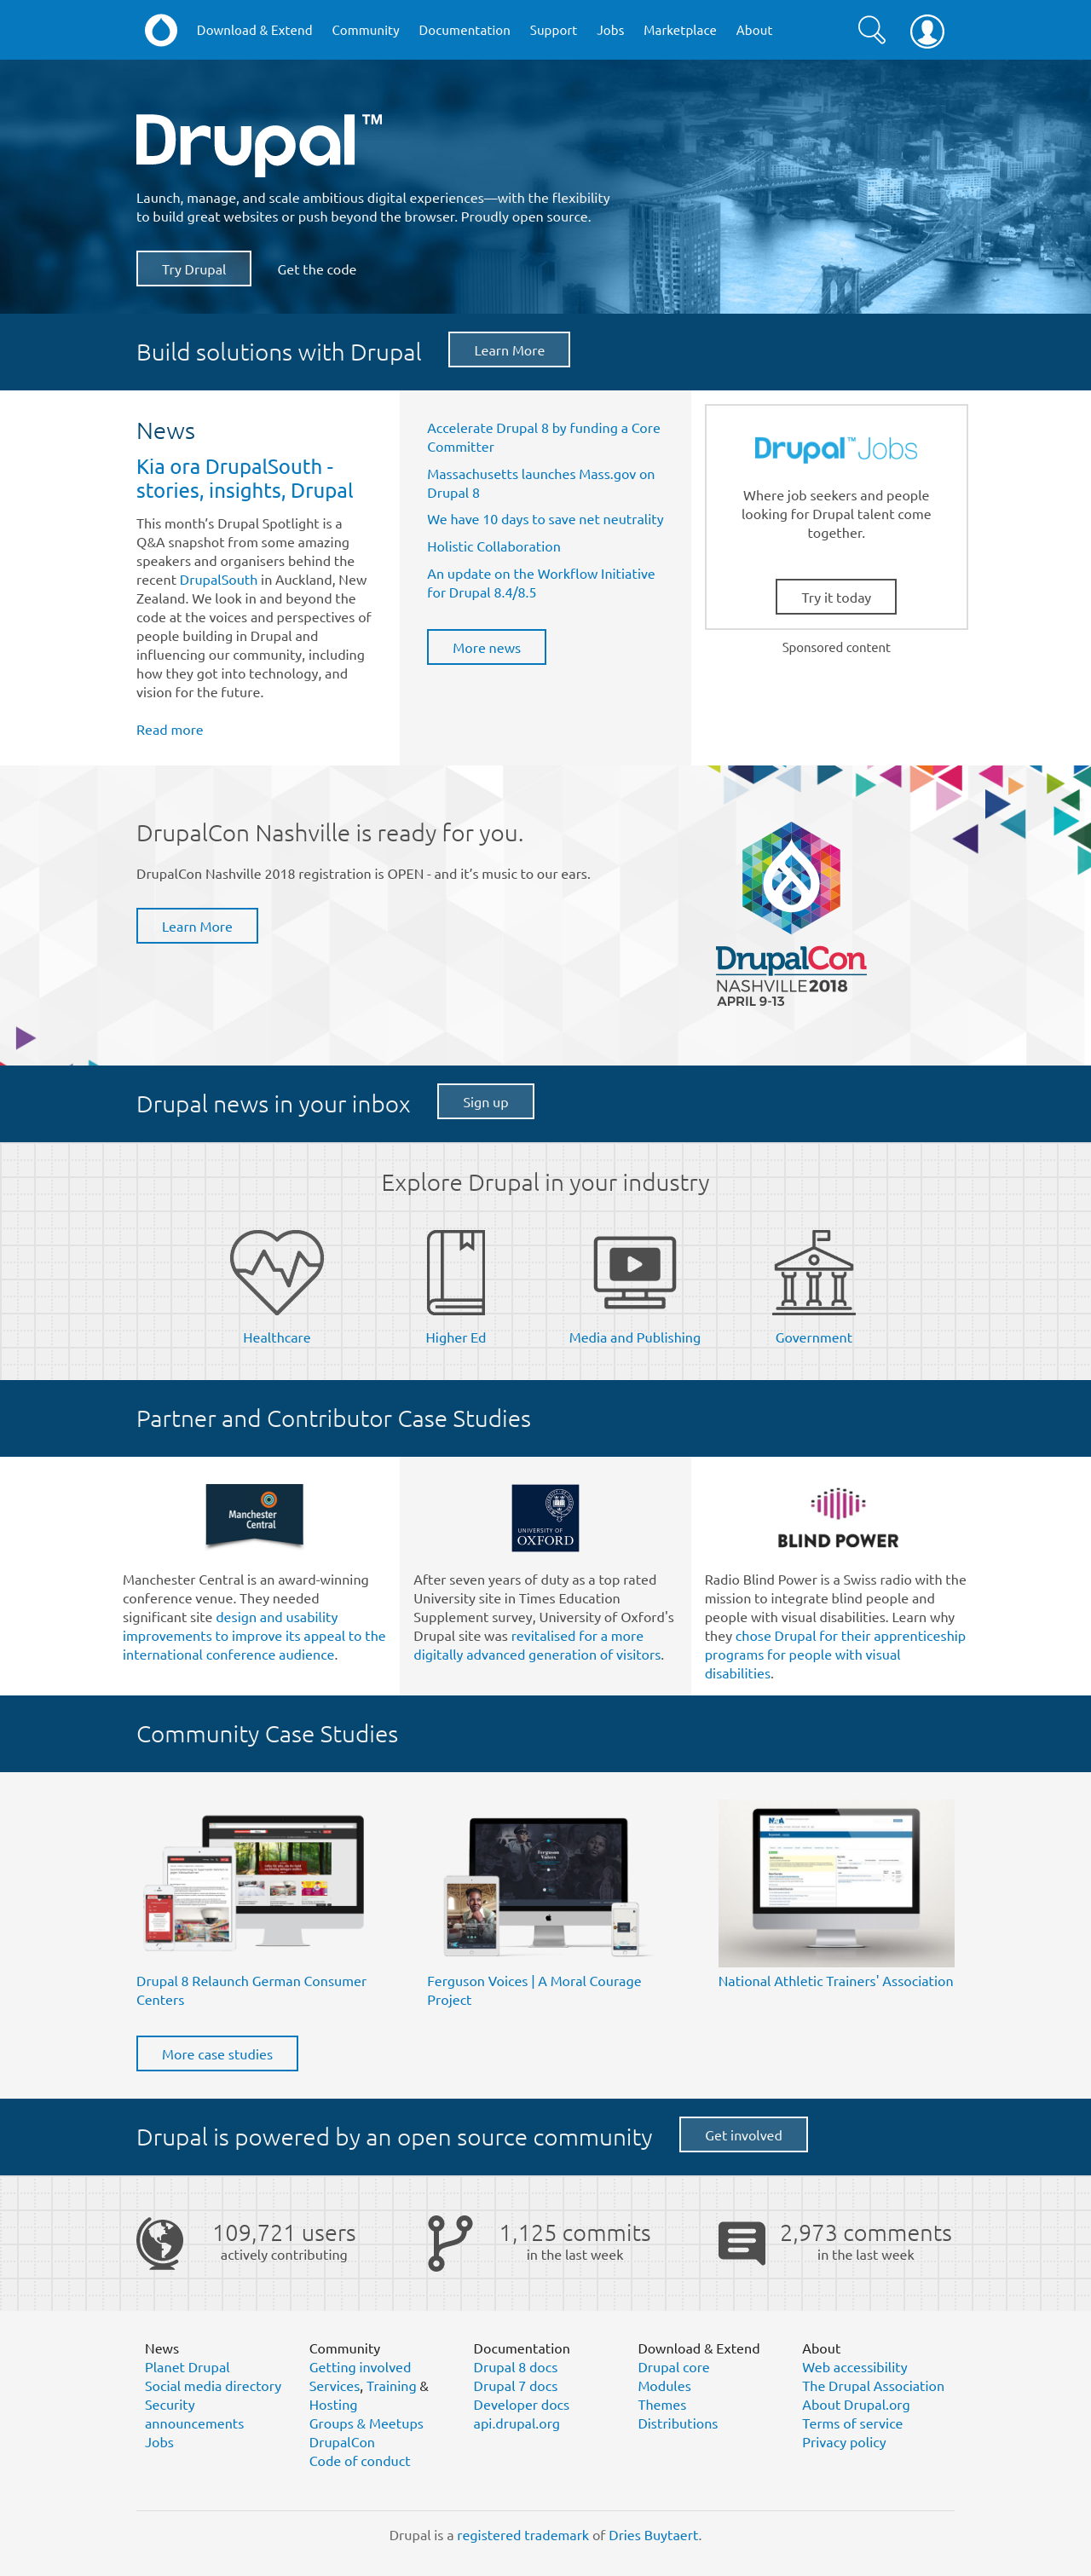 Download & Extend Community Documentation Support Jobs Marketplace About
Drupal™
Launch, manage, and scale ambitious digital experiences—with the flexibility
to build great websites or push beyond the browser. Proudly open source.
Try Drupal
Get the code
Build solutions with Drupal
Learn More
News
Kia ora DrupalSouth -
stories, insights, Drupal
This month's Drupal Spotlight is a
Q&A snapshot from some amazing
speakers and organisers behind the
recent DrupalSouth in Auckland, New
Zealand. We look in and beyond the
code at the voices and perspectives of
people building in Drupal and
influencing our community, including
how they got into technology, and
vision for the future.
Read more
Accelerate Drupal 8 by funding a Core
Committer
Massachusetts launches Mass.gov on
Drupal 8
We have 10 days to save net neutrality
Holistic Collaboration
An update on the Workflow Initiative
for Drupal 8.4/8.5
More news
Drupal™ Jobs
Where job seekers and people
looking for Drupal talent come
together.
Try it today
Sponsored content
DrupalCon Nashville is ready for you.
DrupalCon Nashville 2018 registration is OPEN - and it's music to our ears.
Learn More
DrupalCon
NASHVILLE2018
APRIL 9-13
Drupal news in your inbox
Sign up
Explore Drupal in your industry
Healthcare
Higher Ed
Media and Publishing
Government
Partner and Contributor Case Studies
Manchester
Central
Manchester Central is an award-winning
conference venue. They needed
significant site design and usability
improvements to improve its appeal to the
international conference audience.
UNIVERSITY OF
OXFORD
After seven years of duty as a top rated
University site in Times Education
Supplement survey, University of Oxford's
Drupal site was revitalised for a more
digitally advanced generation of visitors.
BLIND POWER
Radio Blind Power is a Swiss radio with the
mission to integrate blind people and
people with visual disabilities. Learn why
they chose Drupal for their apprenticeship
programs for people with visual
disabilities.
Community Case Studies
Ferguson
Voices
Drupal 8 Relaunch German Consumer
Centers
Ferguson Voices | A Moral Courage
Project
National Athletic Trainers' Association
More case studies
Drupal is powered by an open source community
Get involved
109,721 users
actively contributing
1,125 commits
in the last week
2,973 comments
in the last week
News
Planet Drupal
Social media directory
Security
announcements
Jobs
Community
Getting involved
Services, Training &
Hosting
Groups & Meetups
DrupalCon
Code of conduct
Documentation
Drupal 8 docs
Drupal 7 docs
Developer docs
api.drupal.org
Download & Extend
Drupal core
Modules
Themes
Distributions
About
Web accessibility
The Drupal Association
About Drupal.org
Terms of service
Privacy policy
Drupal is a registered trademark of Dries Buytaert.